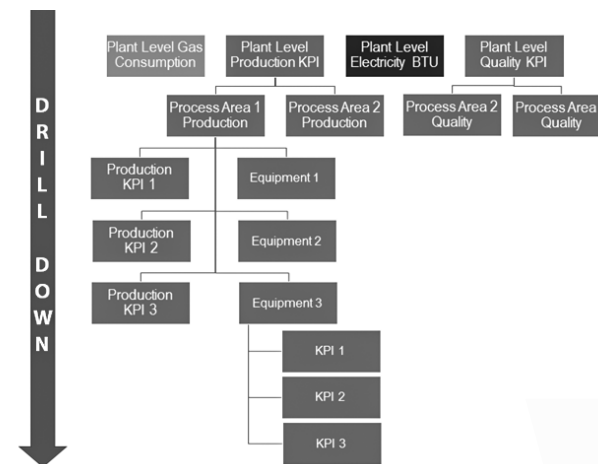 Plant Level Gas
Consumption
Plant Level
Production KPI
Plant Level
Electricity BTU
Plant Level
Quality KPI
Process Area 1
Production
Process Area 2
Production
Process Area 2
Quality
Process Area
Quality
Production
KPI 1
Equipment 1
Production
KPI 2
Equipment 2
Production
KPI 3
Equipment 3
KPI 1
KPI 2
KPI 3
DRILL DOWN